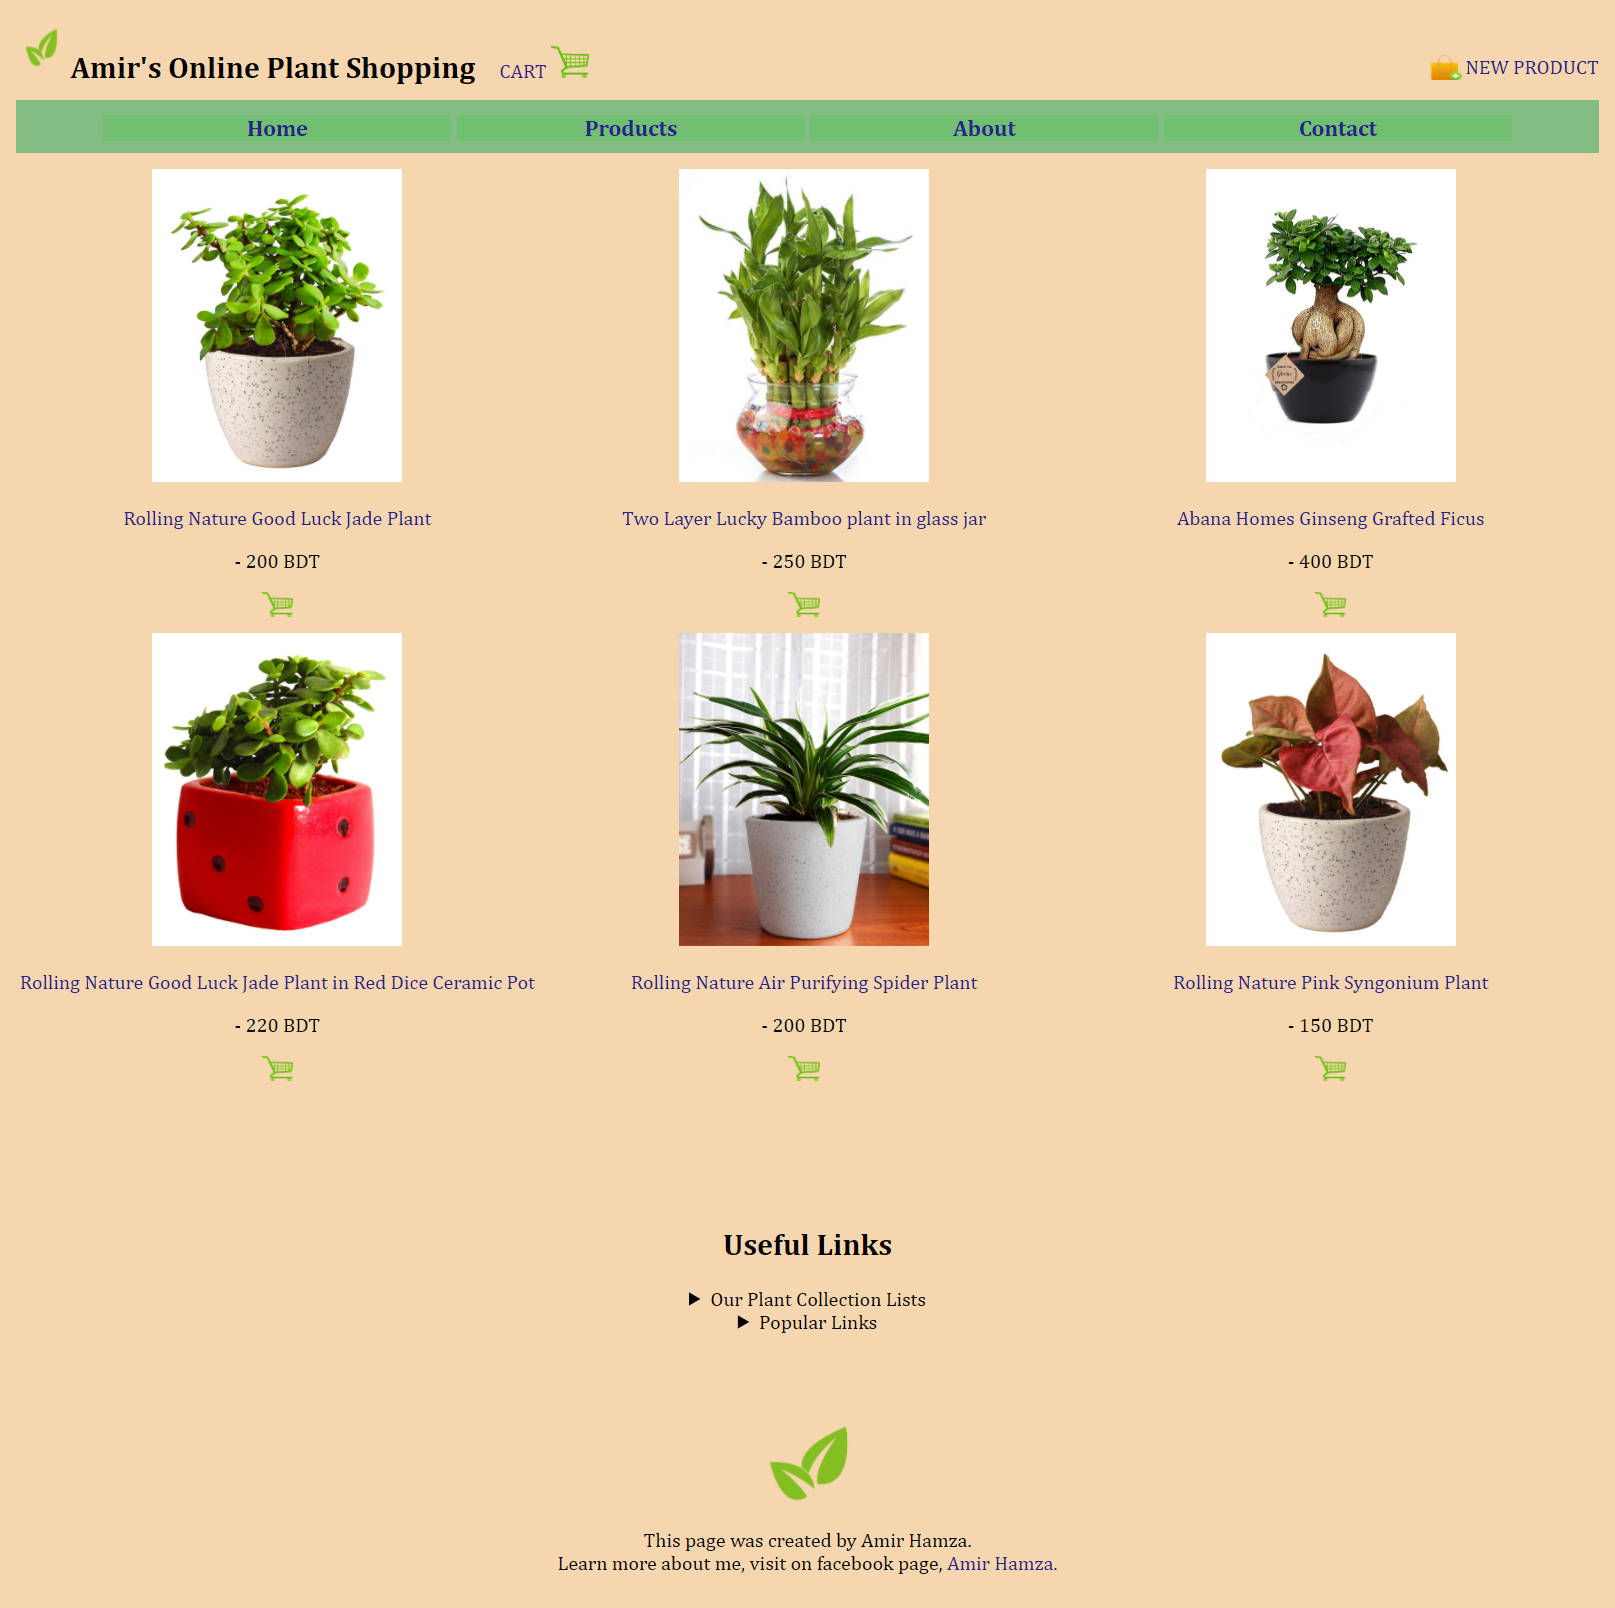 Amir's Online Plant Shopping CART NEW PRODUCT
Home Products About Contact
Rolling Nature Good Luck Jade Plant Two Layer Lucky Bamboo plant in glass jar Abana Homes Ginseng Grafted Ficus
- 200 BDT - 250 BDT - 400 BDT
Rolling Nature Good Luck Jade Plant in Red Dice Ceramic Pot Rolling Nature Air Purifying Spider Plant Rolling Nature Pink Syngonium Plant
- 220 BDT - 200 BDT - 150 BDT
Useful Links
Our Plant Collection Lists
Popular Links
This page was created by Amir Hamza.
Learn more about me, visit on facebook page, Amir Hamza.